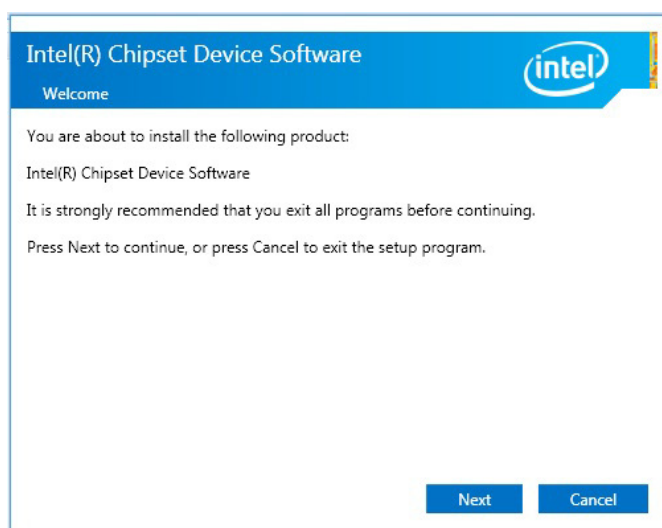 Intel(R) Chipset Device Software
intel
Welcome
You are about to install the following product:
Intel(R) Chipset Device Software
It is strongly recommended that you exit all programs before continuing.
Press Next to continue, or press Cancel to exit the setup program.
Next
Cancel